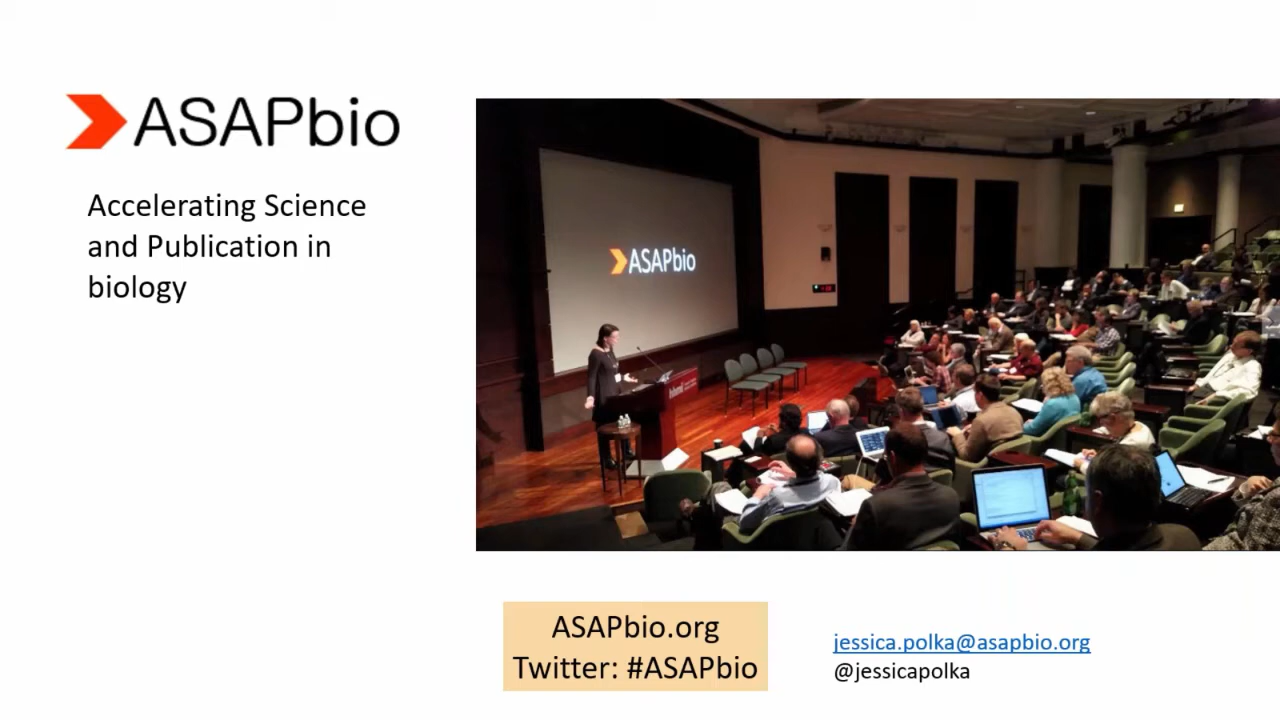 ASAPbio
Accelerating Science
and Publication in
biology
ASAPbio
ASAPbio.org
Twitter: #ASAPbio
jessica.polka@asapbio.org
@jessicapolka